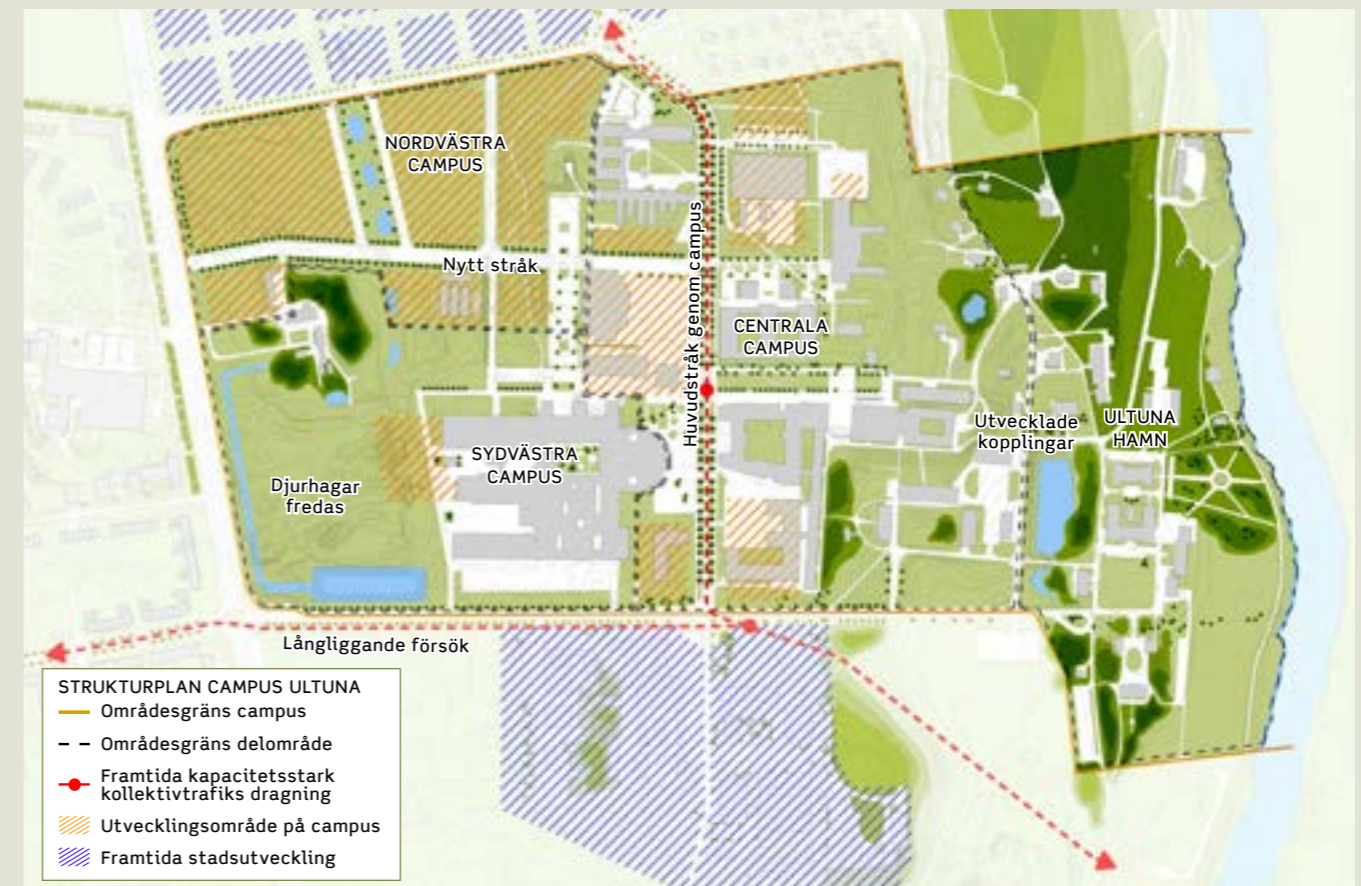 NORDVÄSTRA
CAMPUS
Nytt stråk
Huvudstråk genom campus
CENTRALA
CAMPUS
Utvecklade
kopplingar
ULTUNA
HAMN
SYDVÄSTRA
CAMPUS
Djurhagar
fredas
Långliggande försök
STRUKTURPLAN CAMPUS ULTUNA
Områdesgräns campus
Områdesgräns delområde
Framtida kapacitetsstark
kollektivtrafiks dragning
Utvecklingsområde på campus
Framtida stadsutveckling